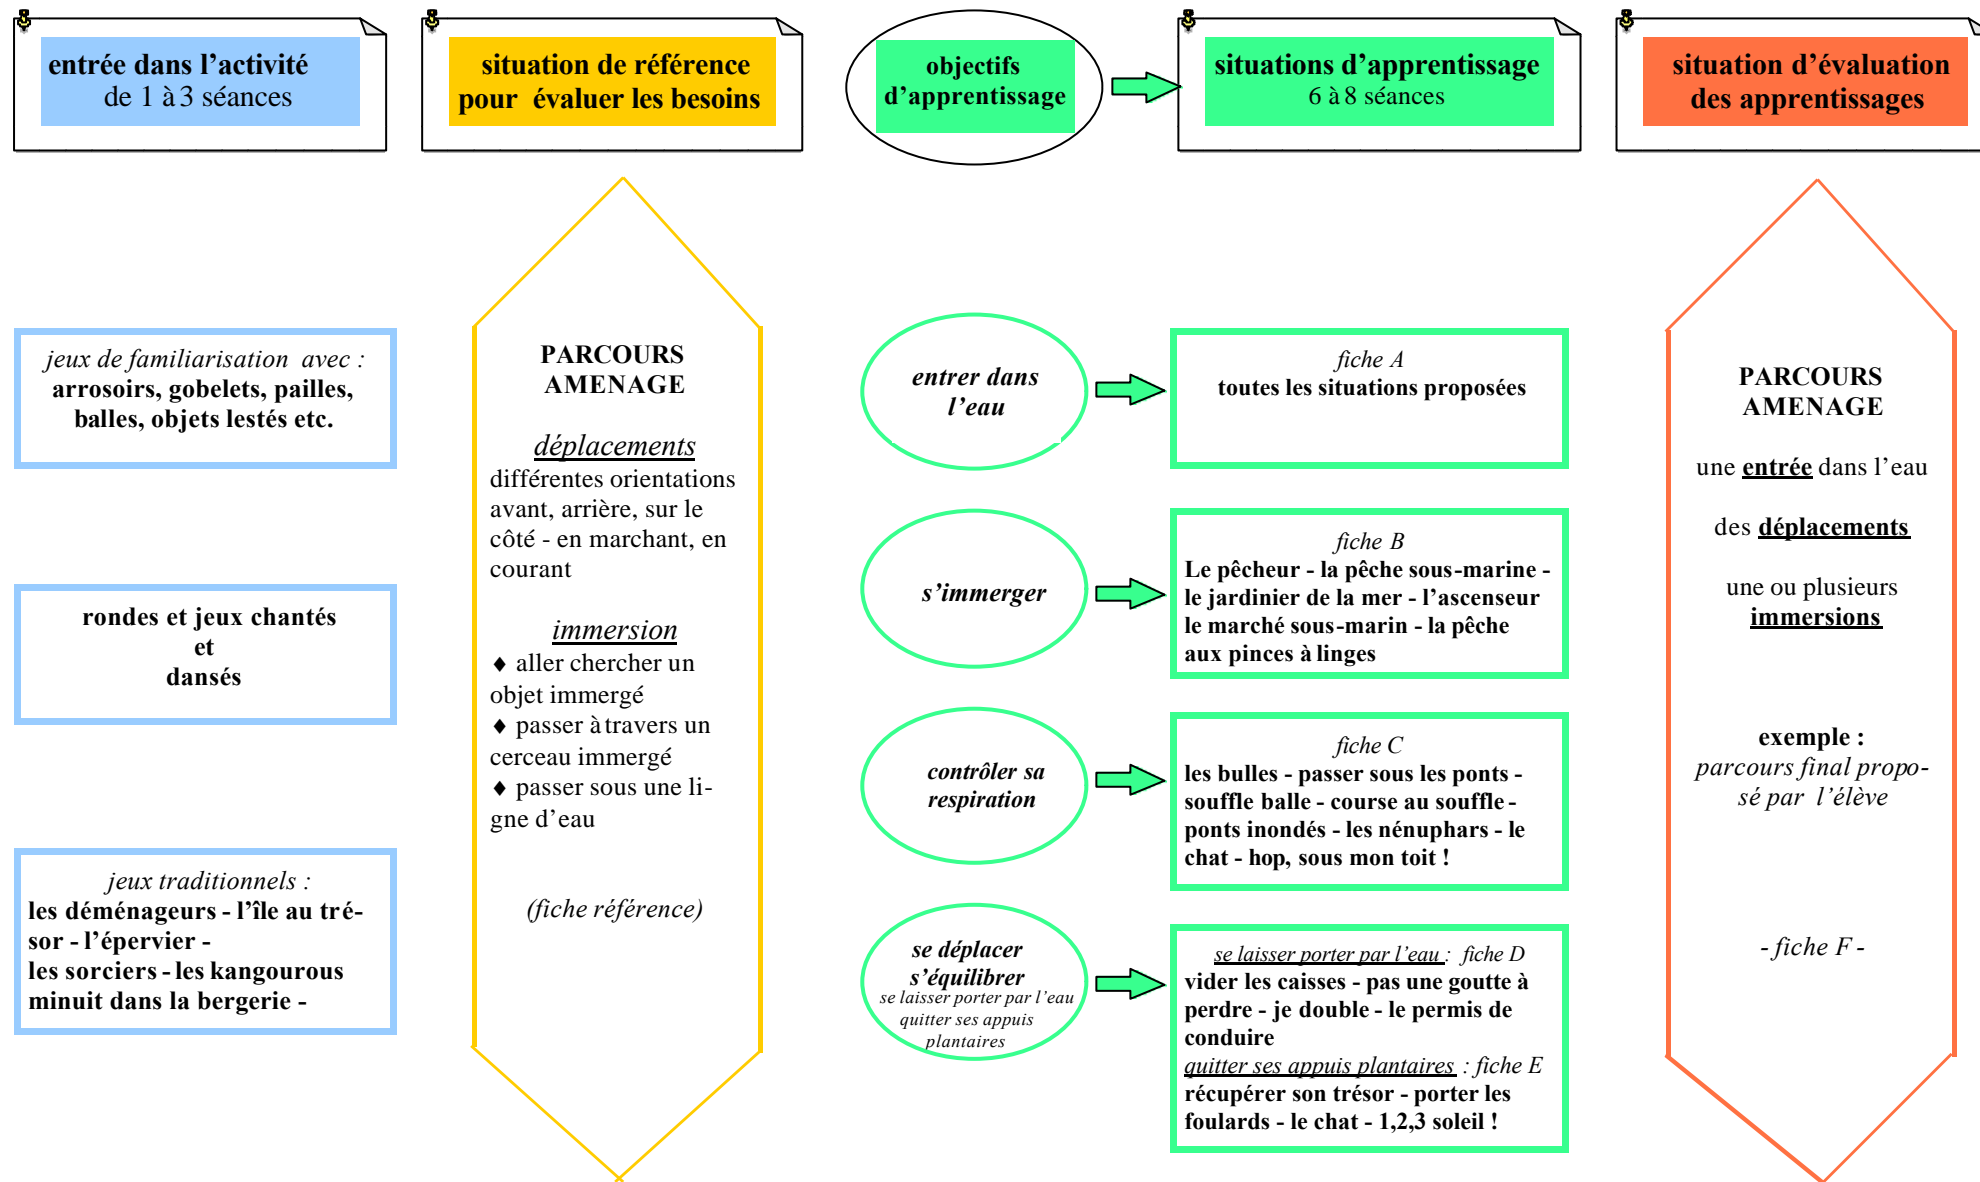 entrée dans l’activité
de 1 à 3 séances
situation de référence
pour évaluer les besoins
objectifs
d’apprentissage
situations d’apprentissage
6 à 8 séances
situation d’évaluation
des apprentissages
jeux de familiarisation avec :
arrosoirs, gobelets, pailles,
balles, objets lestés etc.
rondes et jeux chantés
et
dansés
jeux traditionnels :
les déménageurs - l’île au tré-
sor - l’épervier -
les sorciers - les kangourous
minuit dans la bergerie -
PARCOURS
AMENAGE
déplacements
différentes orientations
avant, arrière, sur le
côté - en marchant, en
courant
immersion
♦ aller chercher un
objet immergé
♦ passer à travers un
cerceau immergé
♦ passer sous une li-
gne d’eau
(fiche référence)
entrer dans
l’eau
fiche A
toutes les situations proposées
s’immerger
fiche B
Le pêcheur - la pêche sous-marine -
le jardinier de la mer - l’ascenseur
le marché sous-marin - la pêche
aux pinces à linges
contrôler sa
respiration
fiche C
les bulles - passer sous les ponts -
souffle balle - course au souffle -
ponts inondés - les nénuphars - le
chat - hop, sous mon toit !
se déplacer
s’équilibrer
se laisser porter par l’eau
quitter ses appuis
plantaires
se laisser porter par l’eau : fiche D
vider les caisses - pas une goutte à
perdre - je double - le permis de
conduire
quitter ses appuis plantaires : fiche E
récupérer son trésor - porter les
foulards - le chat - 1,2,3 soleil !
PARCOURS
AMENAGE
une entrée dans l’eau
des déplacements
une ou plusieurs
immersions
exemple :
parcours final propo-
sé par l’élève
- fiche F -